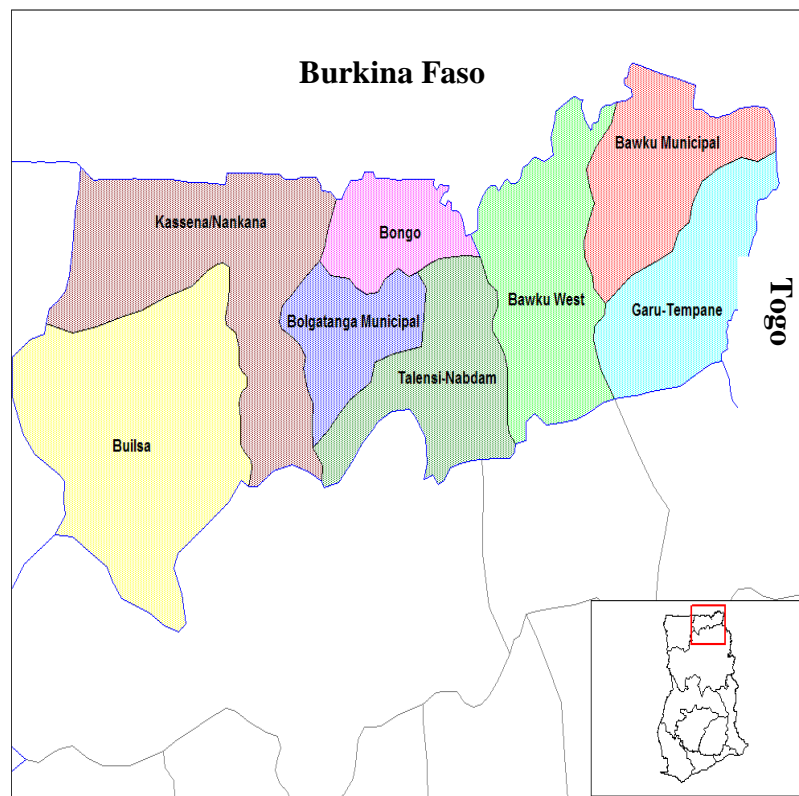 Burkina Faso
Bawku Municipal
Kassena/Nankana
Bongo
Bawku West
Garu-Tempane
Togo
Bolgatanga Municipal
Talensi-Nabdam
Builsa